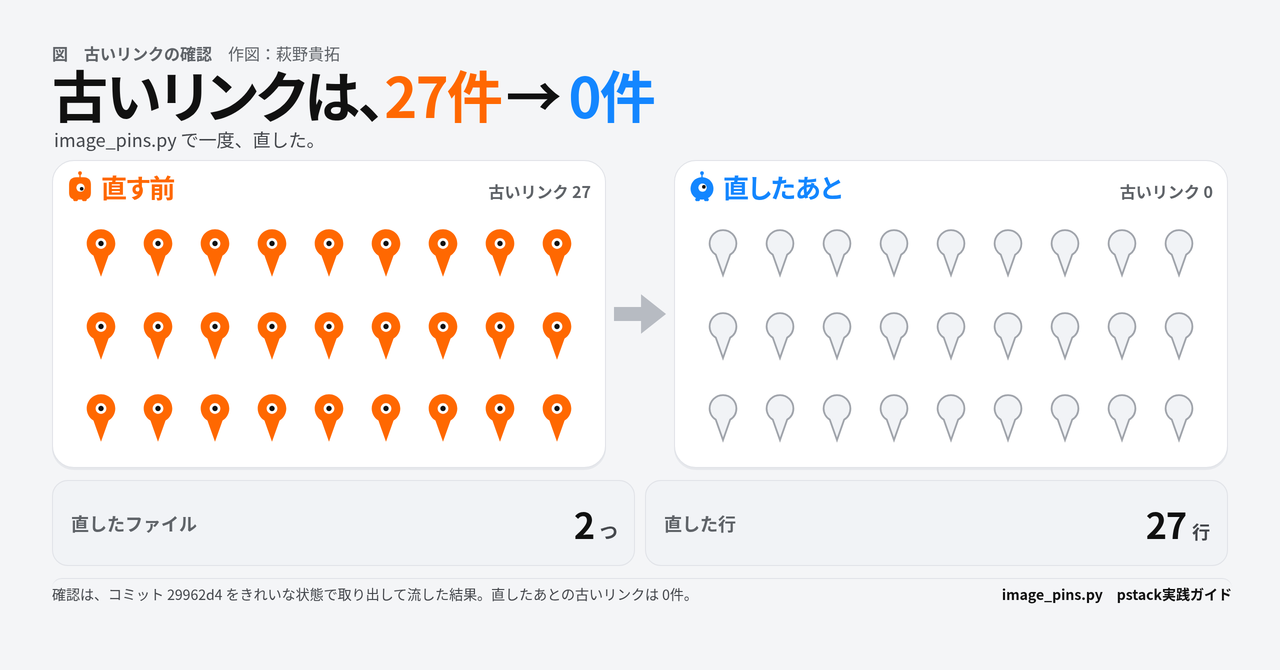 図　古いリンクの確認　作図：萩野貴拓
古いリンクは、27件→0件
image_pins.py で一度、直した。
直す前
古いリンク 27
直したあと
古いリンク 0
直したファイル
2つ
直した行
27 行
確認は、コミット 29962d4 をきれいな状態で取り出して流した結果。直したあとの古いリンクは 0件。
image_pins.py　pstack実践ガイド